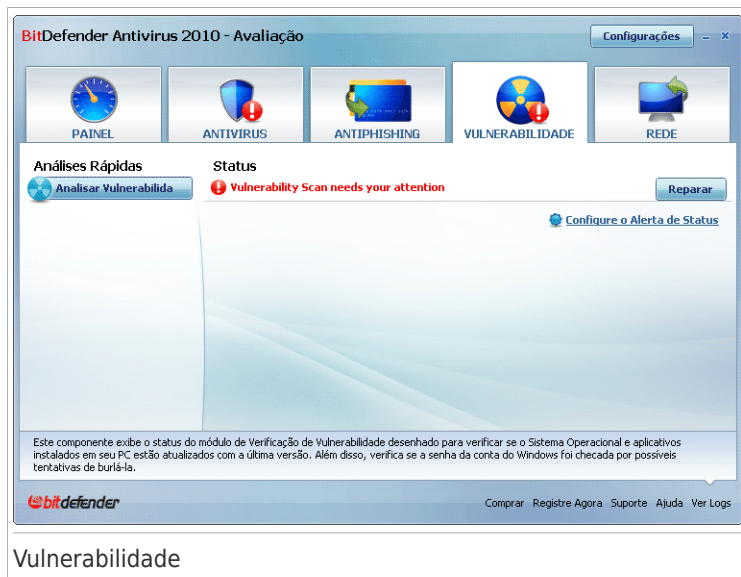 BitDefender Antivirus 2010 - Avaliação
Configurações
PAINEL
ANTIVIRUS
ANTIPHISHING
VULNERABILIDADE
REDE
Análises Rápidas
Analisar Vulnerabilida
Status
Vulnerability Scan needs your attention
Reparar
Configure o Alerta de Status
Este componente exibe o status do módulo de Verificação de Vulnerabilidade desenhado para verificar se o Sistema Operacional e aplicativos
instalados em seu PC estão atualizados com a última versão. Além disso, verifica se a senha da conta do Windows foi checada por possíveis
tentativas de burlá-la.
bitdefender
Comprar Registre Agora Suporte Ajuda Ver Logs
Vulnerabilidade